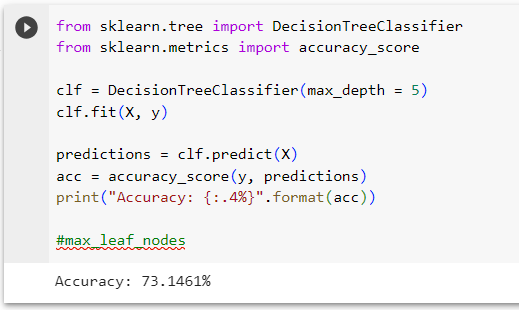 from sklearn.tree import DecisionTreeClassifier
from sklearn.metrics import accuracy_score
clf = DecisionTreeClassifier(max_depth = 5)
clf.fit(X, y)
predictions = clf.predict(X)
acc = accuracy_score(y, predictions)
print("Accuracy: {:.4%}".format(acc))
#max_leaf_nodes
Accuracy: 73.1461%